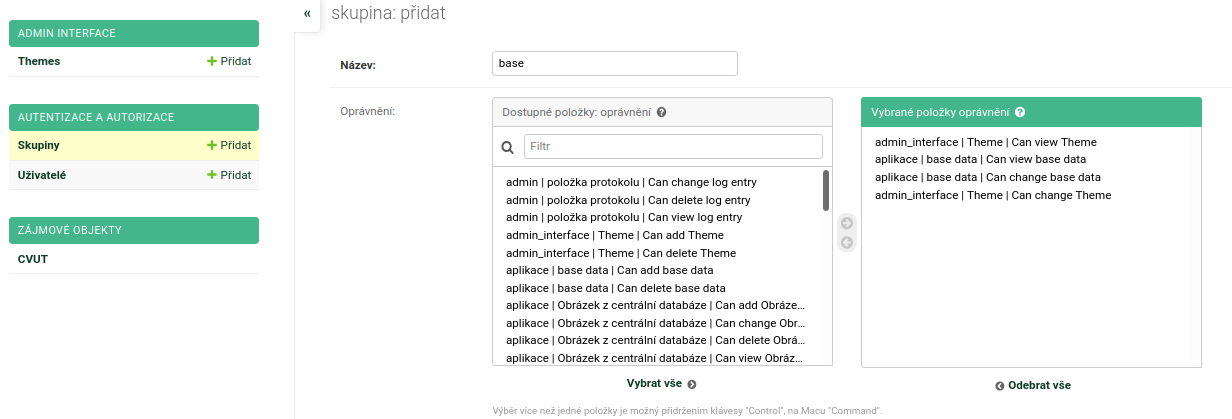 ADMIN INTERFACE
Themes
Přidat
AUTENTIZACE A AUTORIZACE
Skupiny
Přidat
Uživatelé
Přidat
ZÁJMOVÉ OBJEKTY
CVUT
«
skupina: přidat
Název:
base
Oprávnění:
Dostupné položky: oprávnění ?
Filtr
admin | položka protokolu | Can change log entry
admin | položka protokolu | Can delete log entry
admin | položka protokolu | Can view log entry
admin_interface | Theme | Can add Theme
admin_interface | Theme | Can delete Theme
aplikace | base data | Can add base data
aplikace | base data | Can delete base data
aplikace | Obrázek z centrální databáze | Can add Obráze...
aplikace | Obrázek z centrální databáze | Can change Obr...
aplikace | Obrázek z centrální databáze | Can delete Obrá...
aplikace | Obrázek z centrální databáze | Can view Obráz...
Vybrat vše
Vybrané položky oprávnění ?
admin_interface | Theme | Can view Theme
aplikace | base data | Can view base data
aplikace | base data | Can change base data
admin_interface | Theme | Can change Theme
Odebrat vše
Výběr více než jedné položky je možný přidržením klávesy "Control", na Macu "Command".